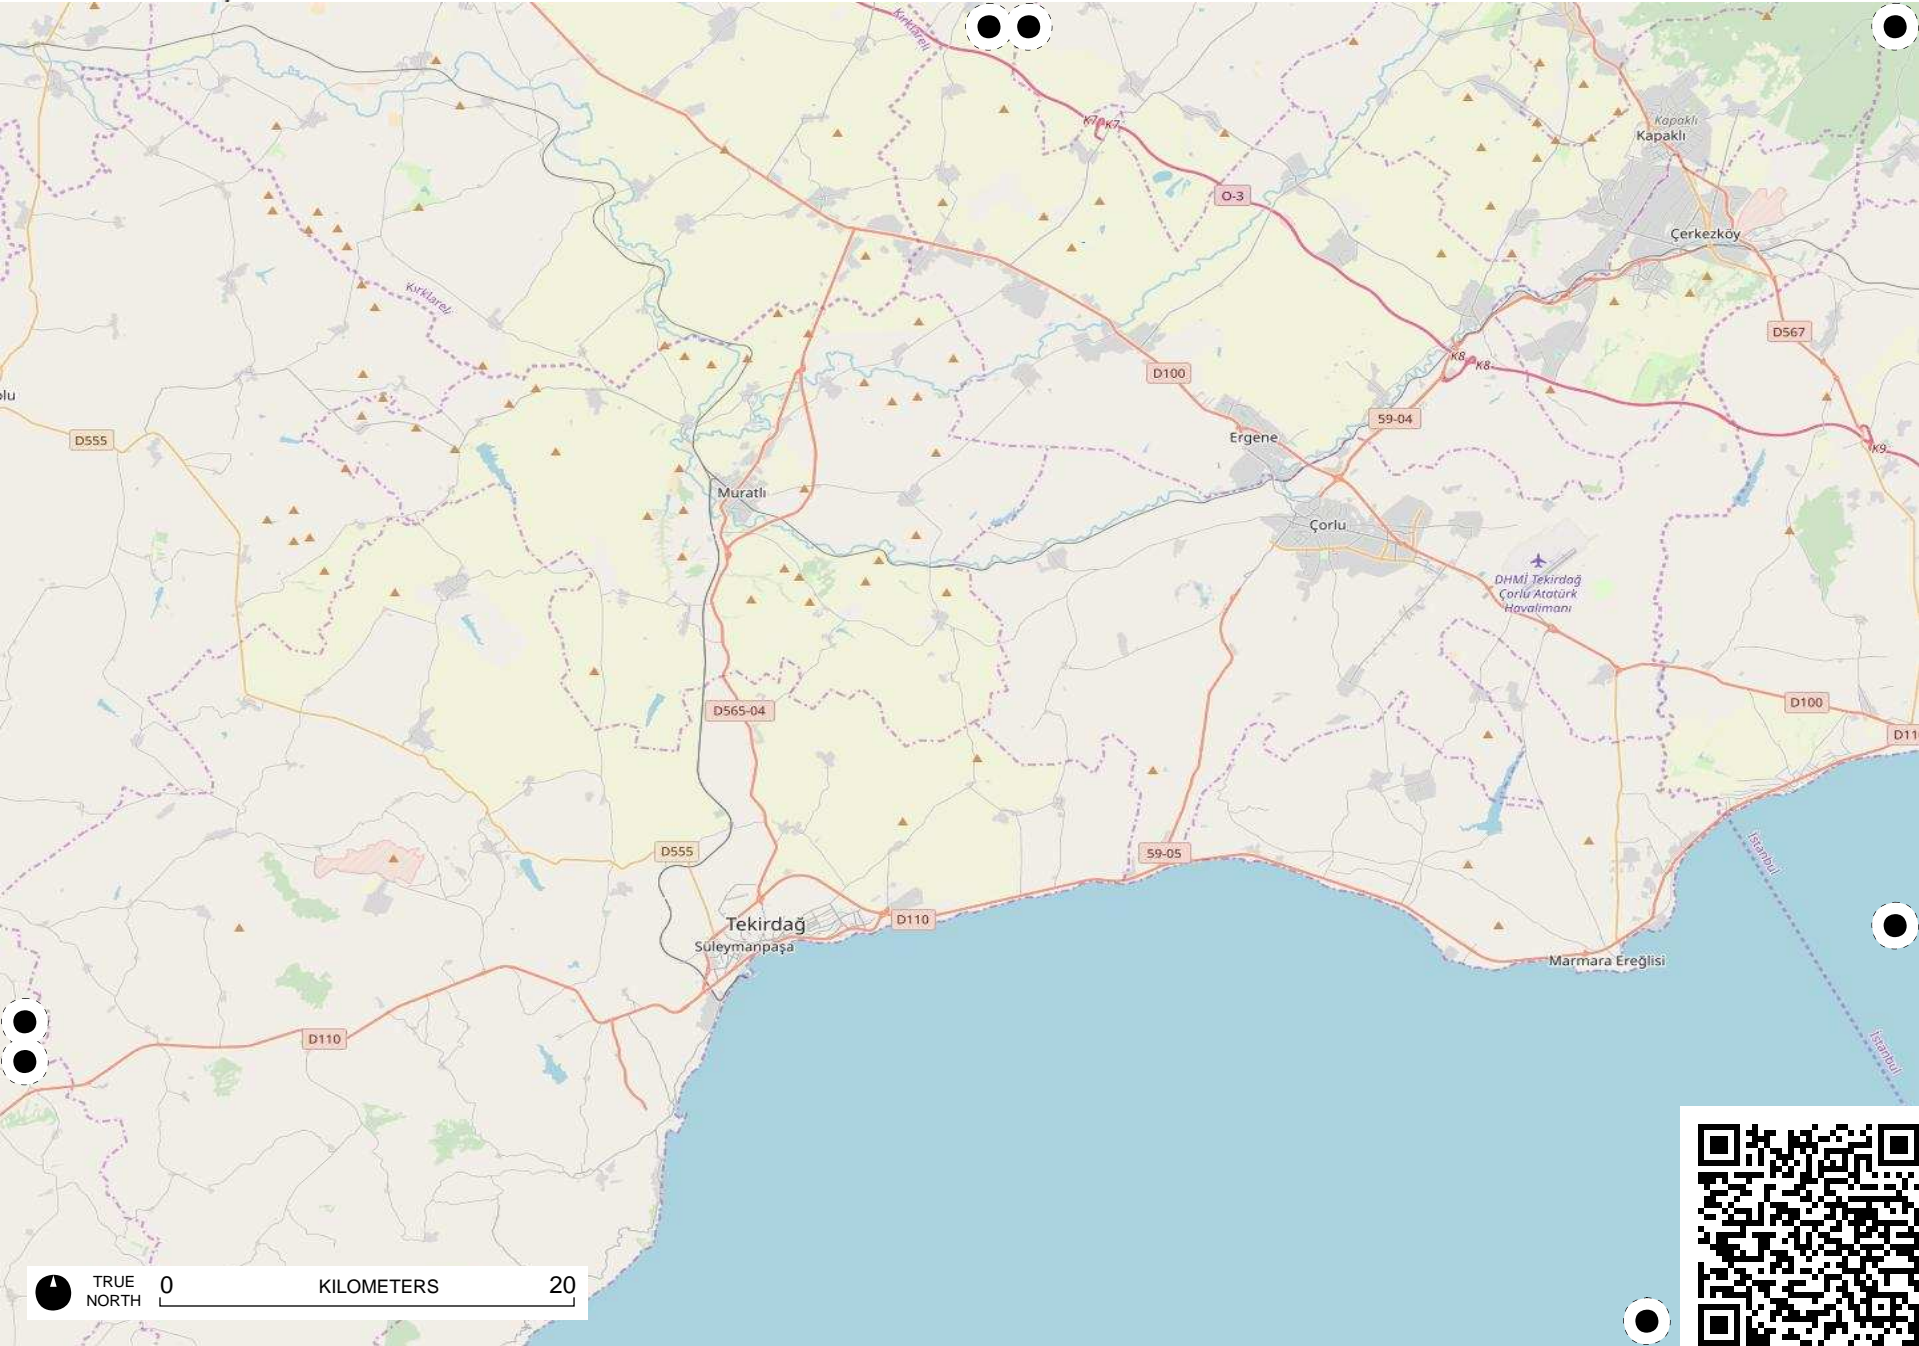 Kırklareli
K7
K7
Kapaklı
Kapaklı
O-3
Çerkezköy
Kırklareli
D567
K8
K8
D100
59-04
D555
Ergene
K9
Muratlı
Çorlu
DHMİ Tekirdağ
Çorlu Atatürk
Havalimanı
D565-04
D100
D11
D555
59-05
İstanbul
D110
Tekirdağ
Süleymanpaşa
Marmara Ereğlisi
D110
İstanbul
TRUE
NORTH
0 KILOMETERS 20